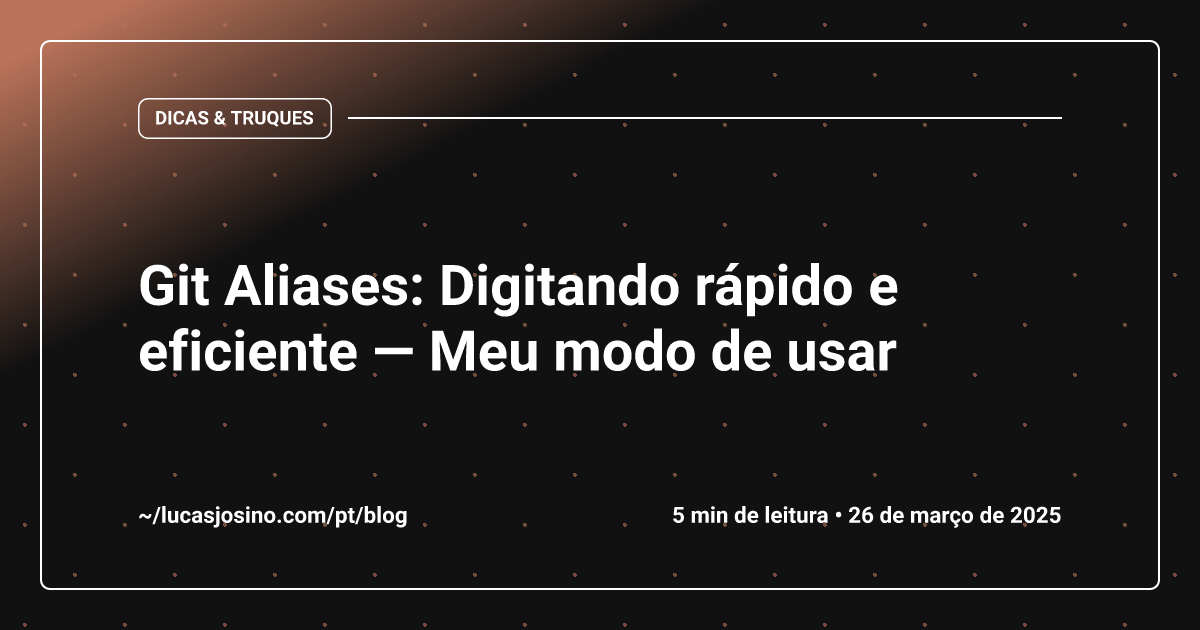 DICAS & TRUQUES
Git Aliases: Digitando rápido e
eficiente — Meu modo de usar
~/lucasjosino.com/pt/blog
5 min de leitura • 26 de março de 2025